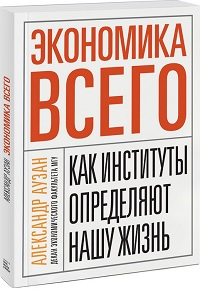 ЭКОНОМИКА
ВСЕГО
АЛЕКСАНДР АУЗАН
ДЕКАН ЭКОНОМИЧЕСКОГО ФАКУЛЬТЕТА МГУ
КАК ИНСТИТУТЫ
ОПРЕДЕЛЯЮТ
НАШУ ЖИЗНЬ
АЛЕКСАНДР АУЗАН
ЭКОНОМИКА ВСЕГО